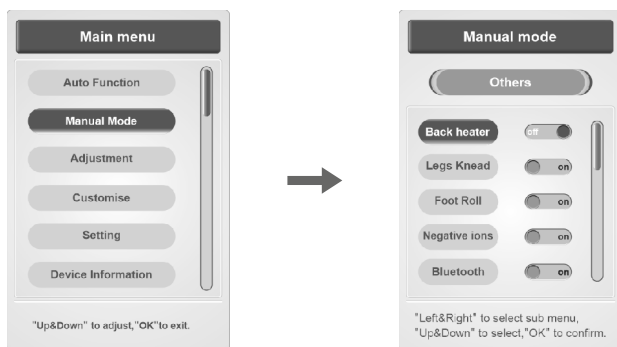 Main menu
Auto Function
Manual Mode
Adjustment
Customise
Setting
Device Information
"Up&Down" to adjust,"OK"to exit.
Manual mode
Others
Back heater off
Legs Knead on
Foot Roll on
Negative ions on
Bluetooth on
"Left&Right" to select sub menu,
"Up&Down" to select,"OK" to confirm.